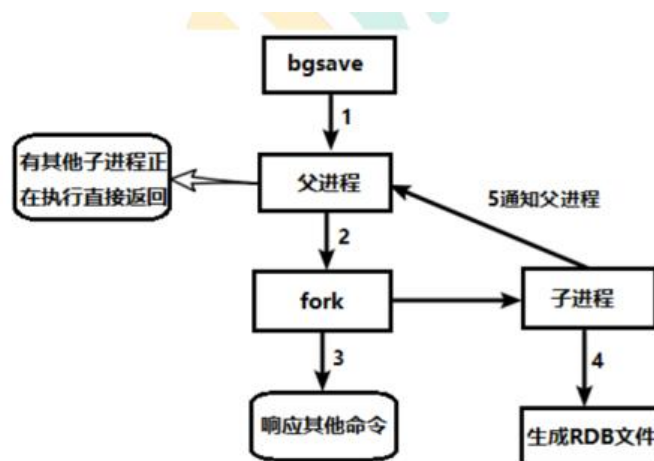 bgsave
1
有其他子进程正
在执行直接返回
父进程
5通知父进程
2
fork
子进程
3
4
响应其他命令
生成RDB文件